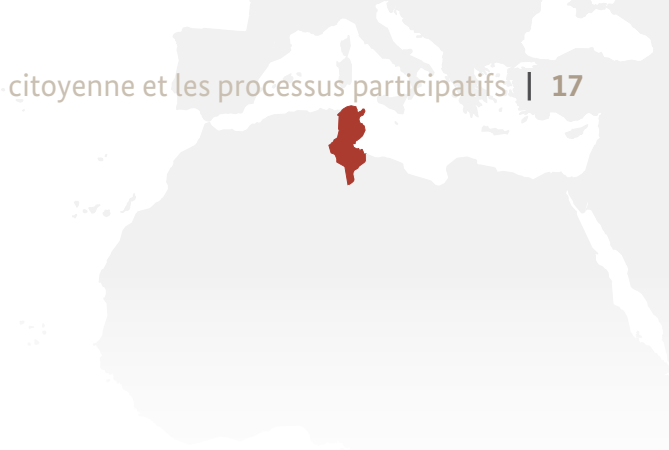 citoyenne et les processus participatifs | 17